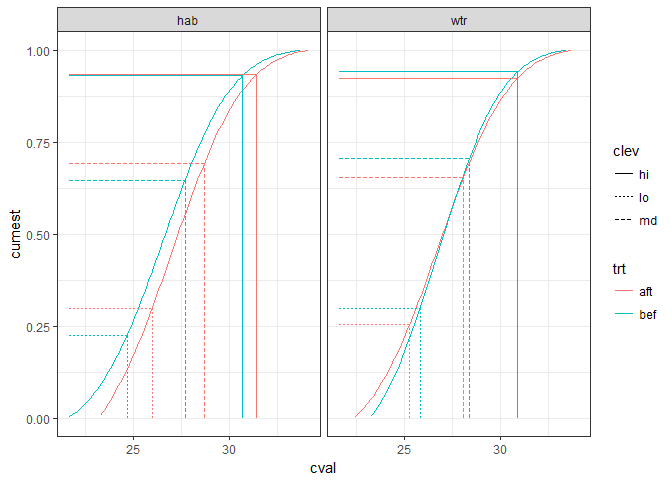 hab
wtr
1.00
0.75
0.50
0.25
0.00
cumest
25
30
25
30
cval
clev
hi
lo
md
trt
aft
bef